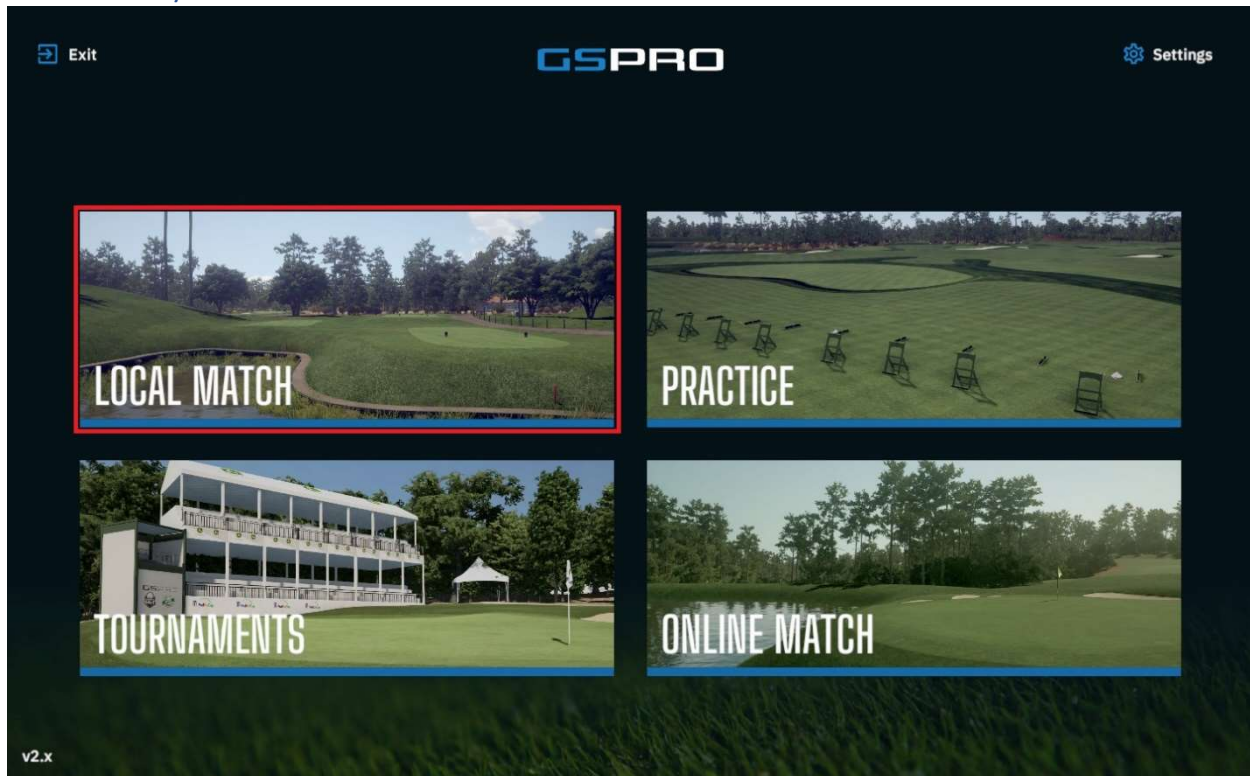 Exit
GSPRO
Settings
LOCAL MATCH
PRACTICE
TOURNAMENTS
ONLINE MATCH
v2.x